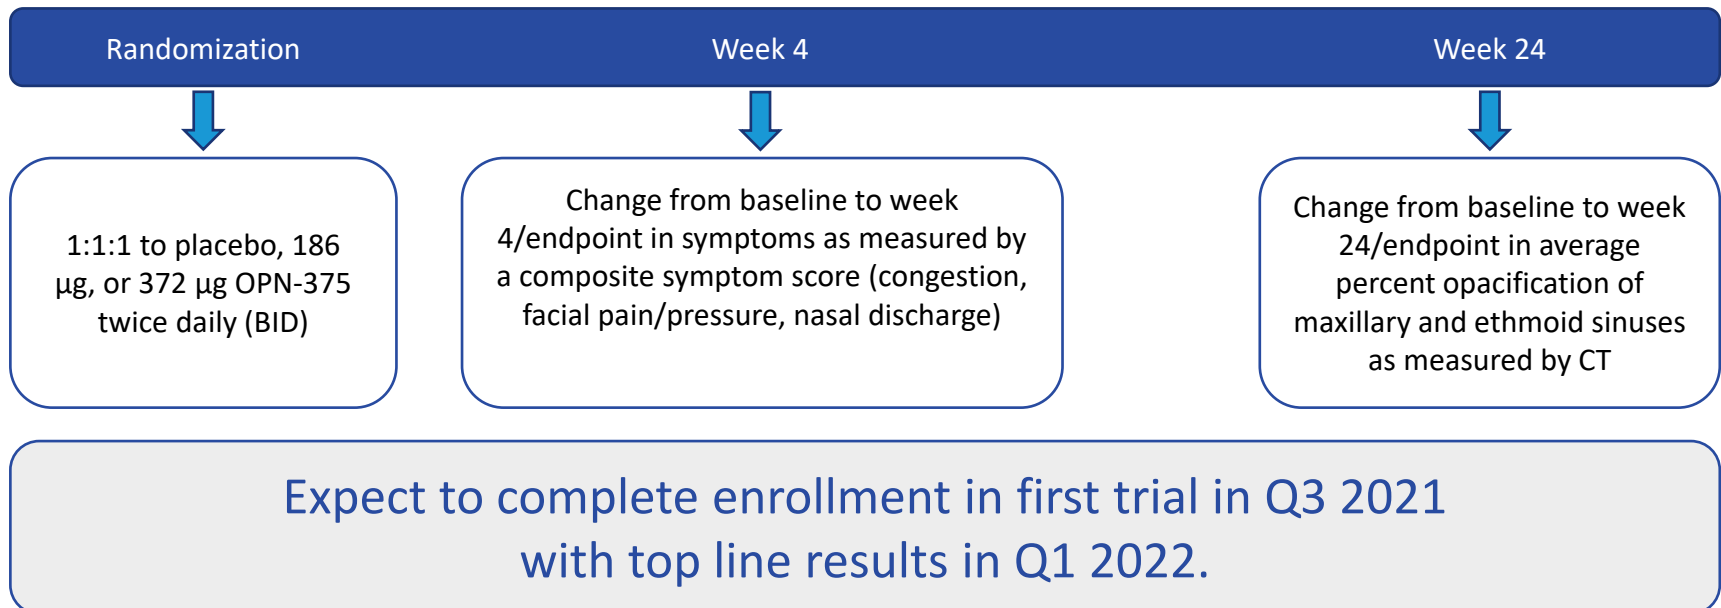 Randomization
Week 4
Week 24
1:1:1 to placebo, 186
µg, or 372 µg OPN-375
twice daily (BID)
Change from baseline to week
4/endpoint in symptoms as measured by
a composite symptom score (congestion,
facial pain/pressure, nasal discharge)
Change from baseline to week
24/endpoint in average
percent opacification of
maxillary and ethmoid sinuses
as measured by CT
Expect to complete enrollment in first trial in Q3 2021
with top line results in Q1 2022.